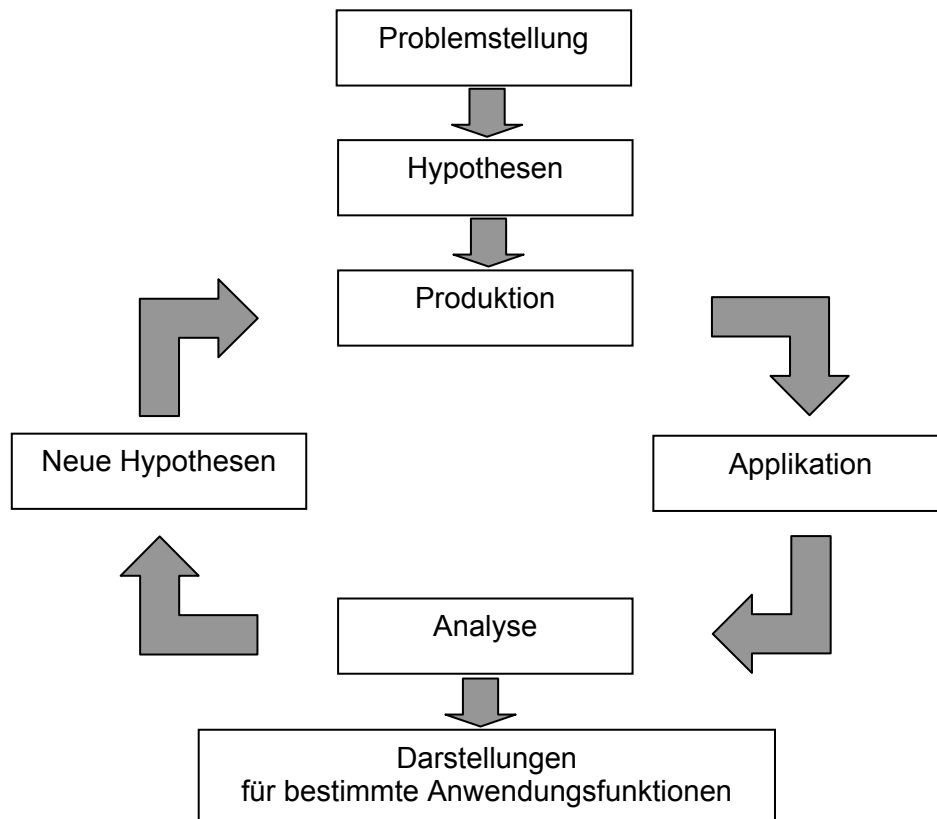 Problemstellung
Hypothesen
Produktion
Neue Hypothesen
Applikation
Analyse
Darstellungen
für bestimmte Anwendungsfunktionen